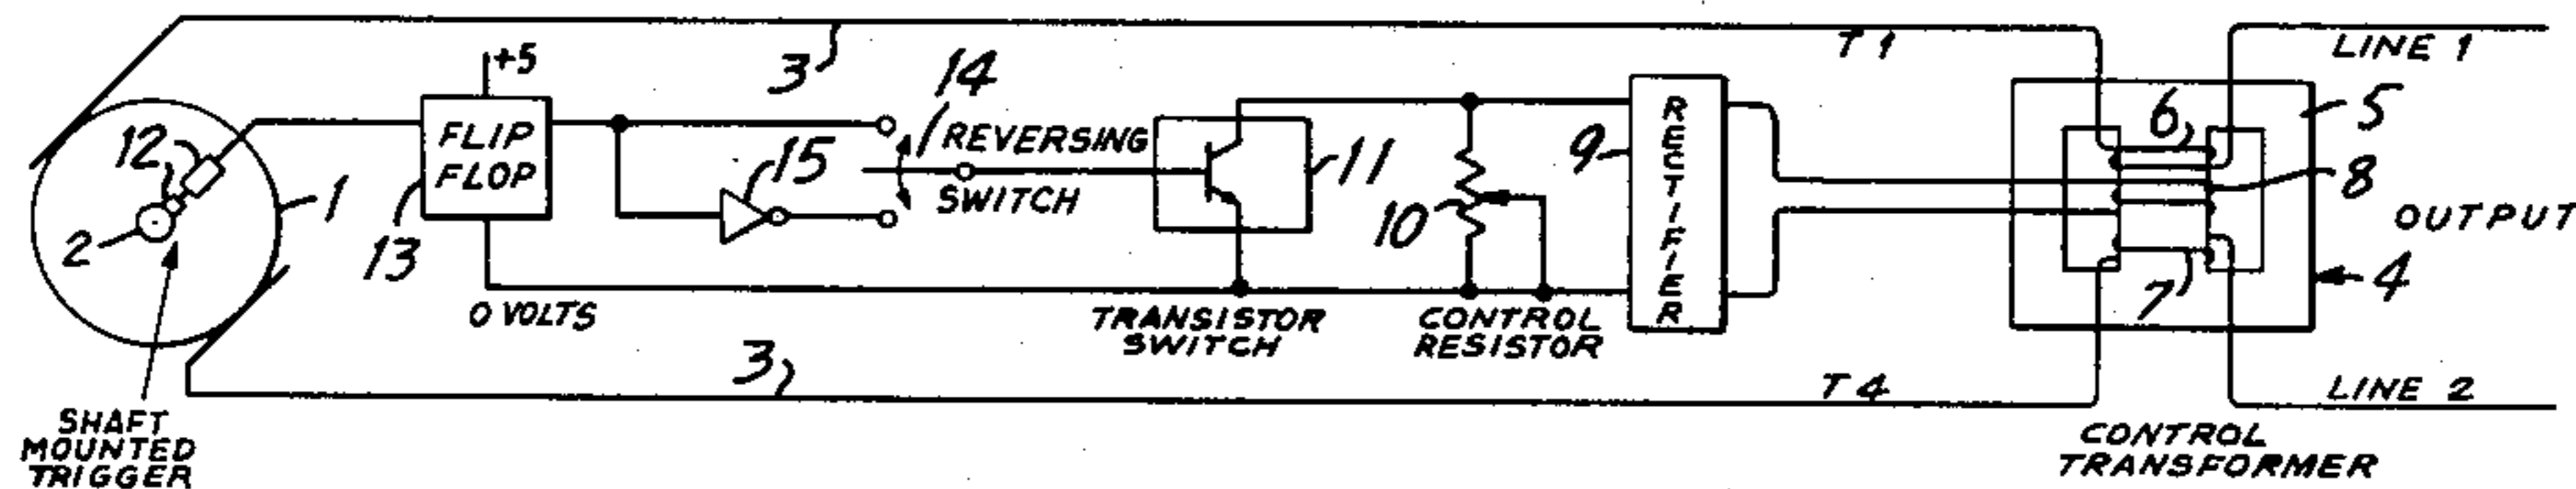 3
T1
LINE 1
+5
14
12
FLIP
FLOP
REVERSING
SWITCH
15
11
9
RECTIFIER
6
5
8
OUTPUT
1
2
13
10
7
4
0 VOLTS
TRANSISTOR
SWITCH
CONTROL
RESISTOR
3
T4
LINE 2
SHAFT
MOUNTED
TRIGGER
CONTROL
TRANSFORMER